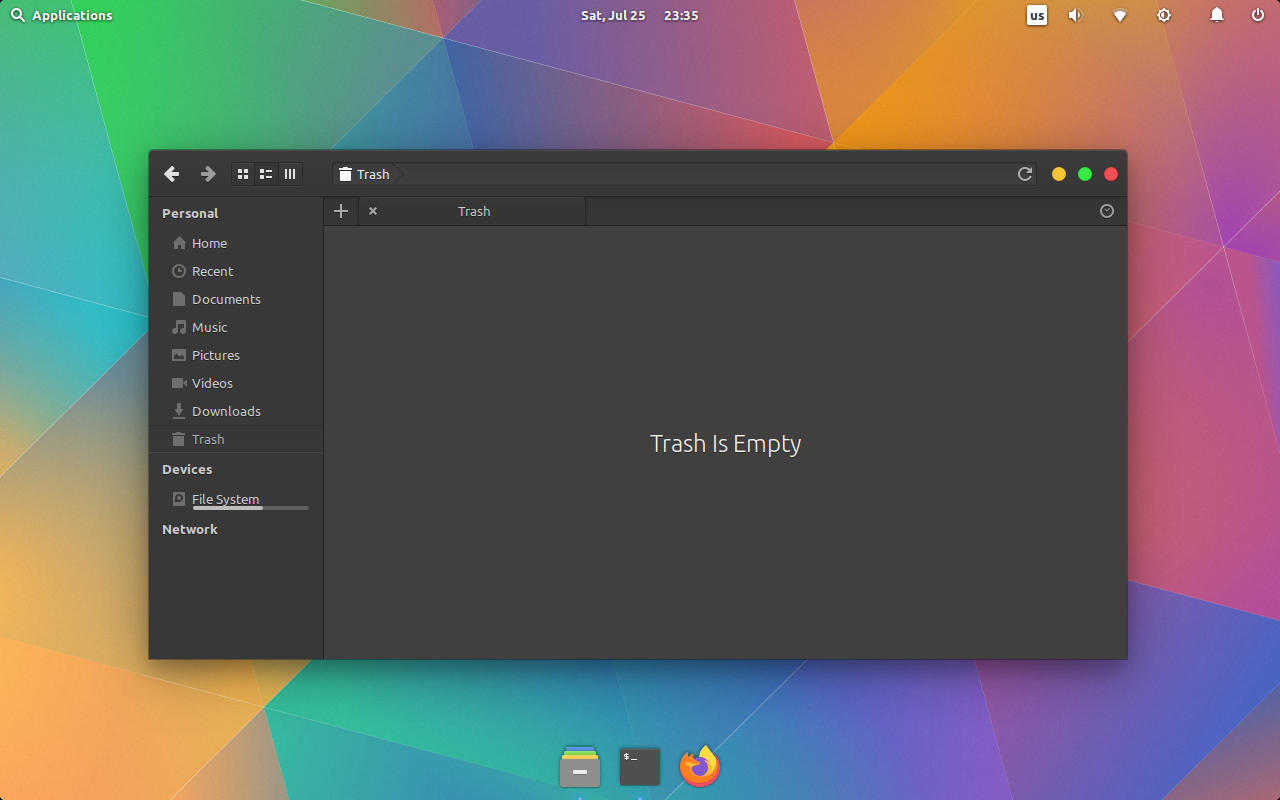 Applications
Sat, Jul 25 23:35
us
Trash
Personal
Trash
Home
Recent
Documents
Music
Pictures
Videos
Downloads
Trash
Devices
File System
Network
Trash Is Empty
$_